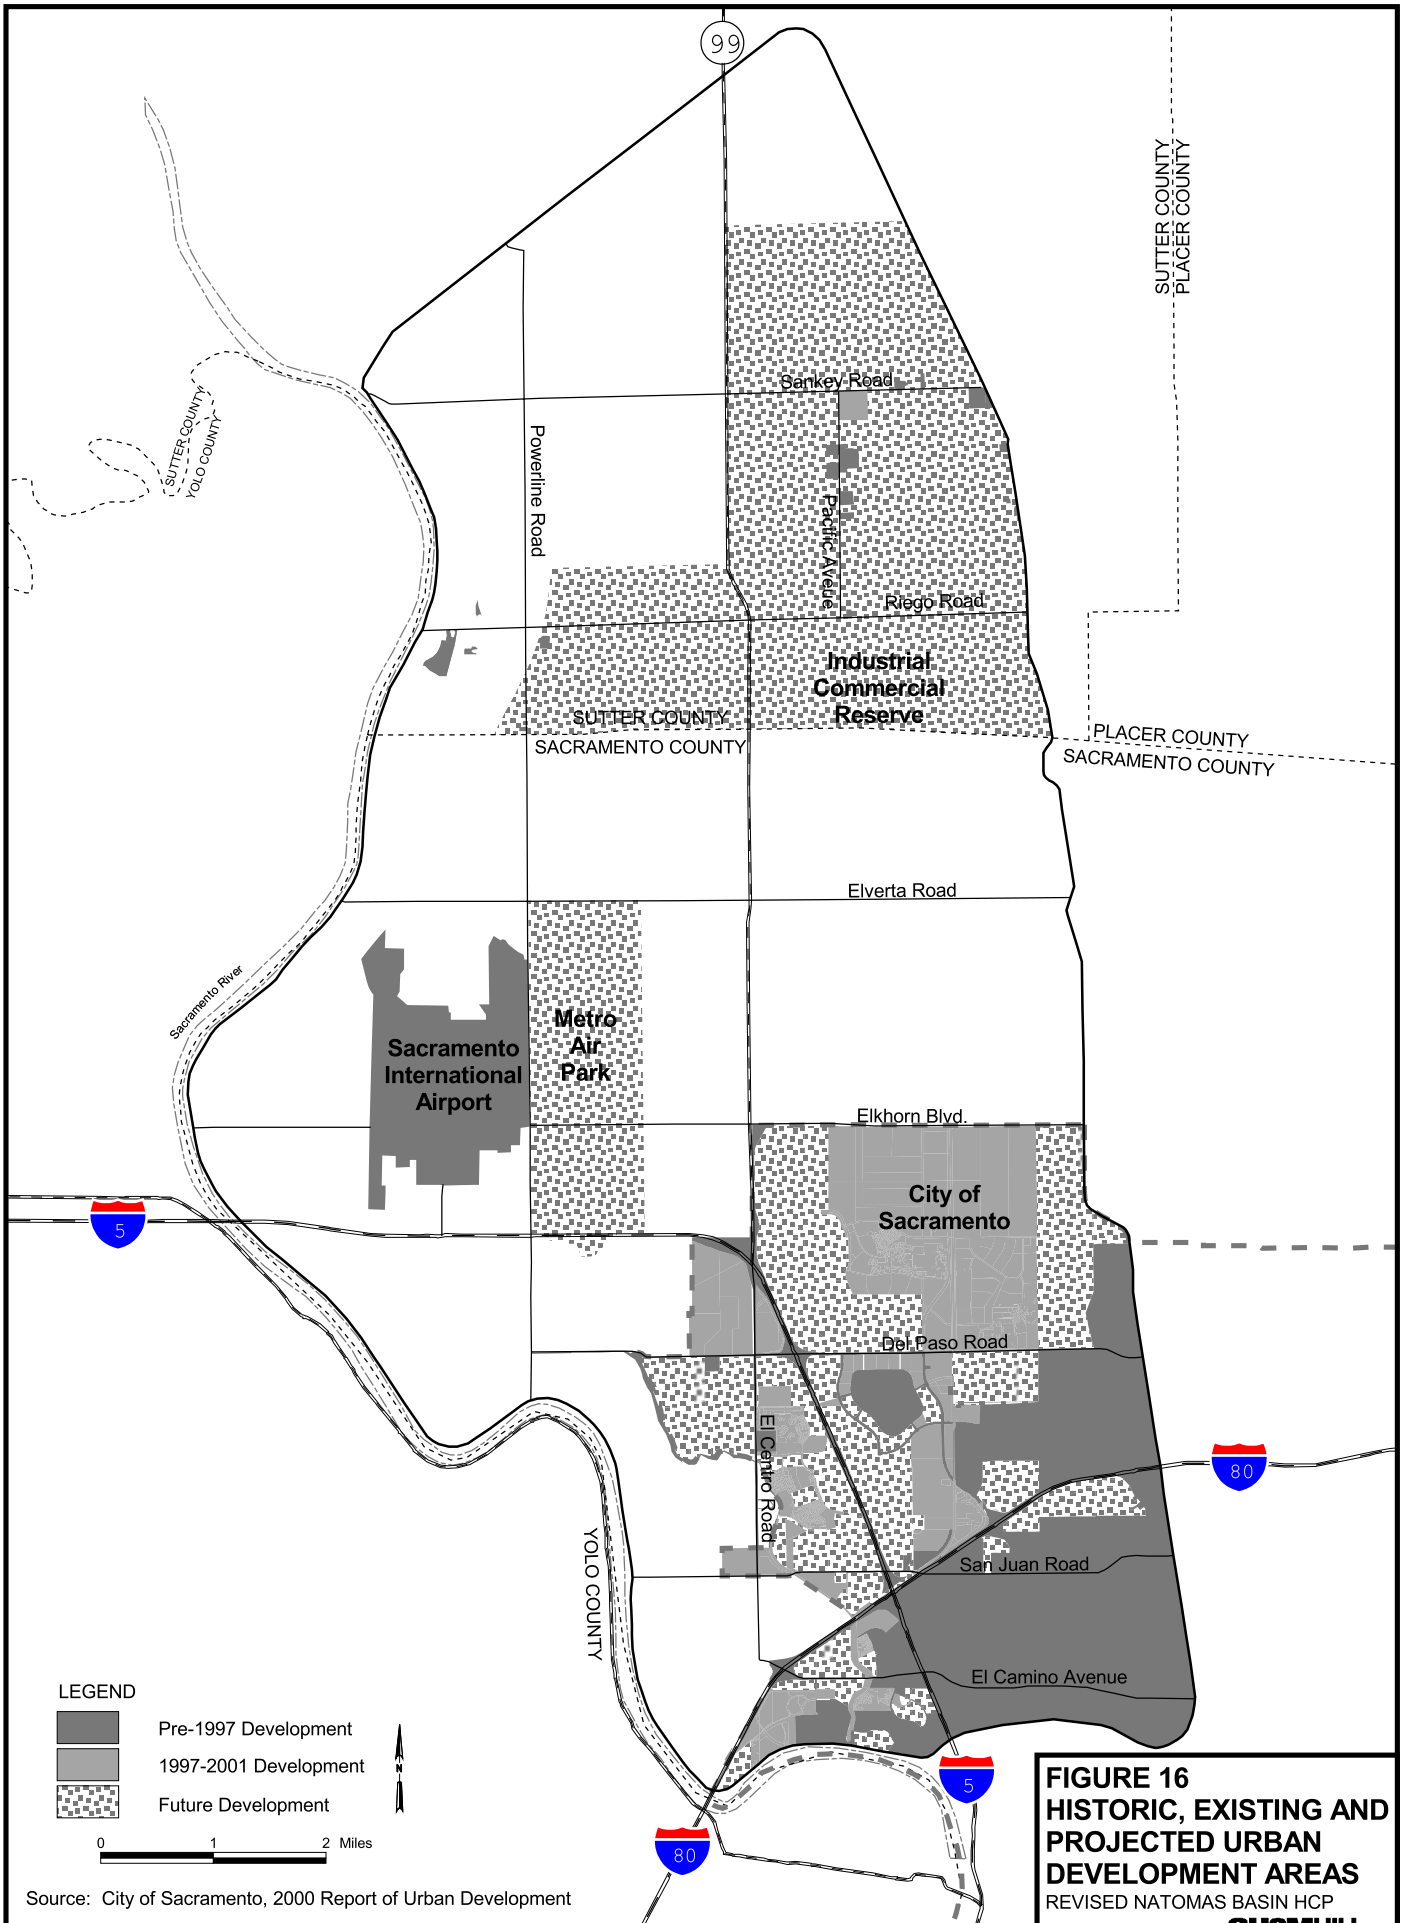 99
SUTTER COUNTY
PLACER COUNTY
Sankey Road
SUTTER COUNTY
YOLO COUNTY
Powerline Road
Pacific Aveue
Riego Road
Industrial
Commercial
Reserve
SUTTER COUNTY
SACRAMENTO COUNTY
PLACER COUNTY
SACRAMENTO COUNTY
Elverta Road
Sacramento River
Metro
Air
Park
Sacramento
International
Airport
Elkhorn Blvd.
City of
Sacramento
5
Del Paso Road
El Centro Road
80
YOLO COUNTY
San Juan Road
El Camino Avenue
LEGEND
Pre-1997 Development
1997-2001 Development
Future Development
N
0 1 2 Miles
5
80
Source: City of Sacramento, 2000 Report of Urban Development
FIGURE 16
HISTORIC, EXISTING AND
PROJECTED URBAN
DEVELOPMENT AREAS
REVISED NATOMAS BASIN HCP